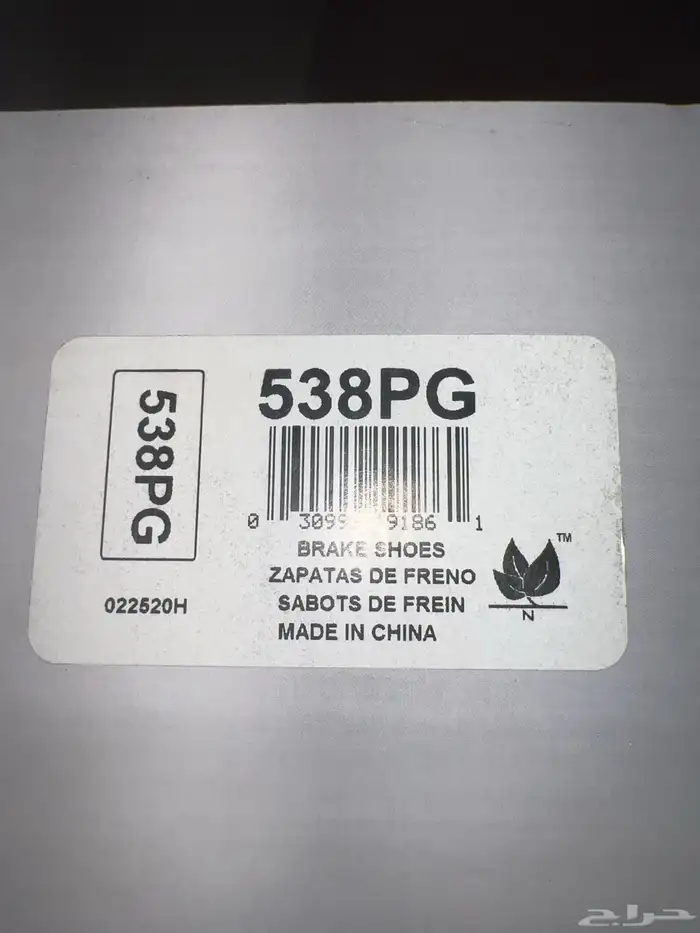 538PG
538PG
0 3099 9186 1
BRAKE SHOES
ZAPATAS DE FRENO
SABOTS DE FREIN
MADE IN CHINA
022520H
TM
N
حراج